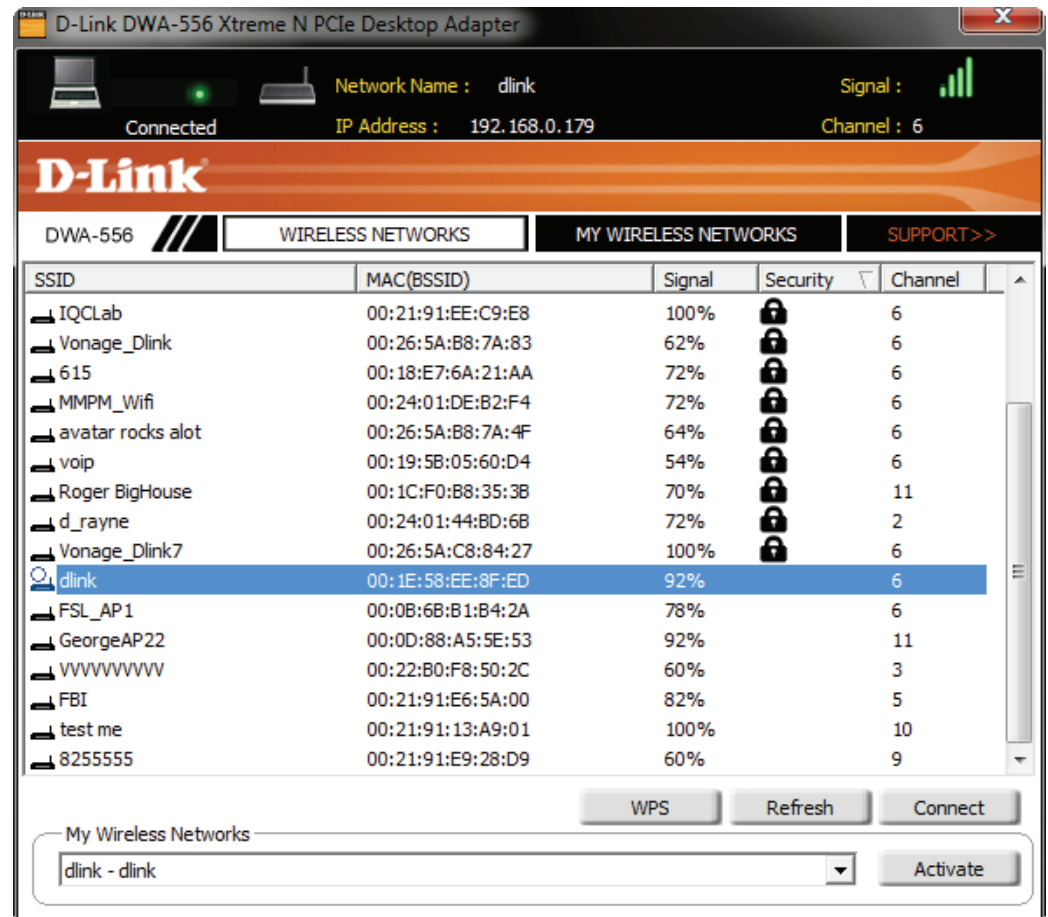 D-Link DWA-556 Xtreme N PCIe Desktop Adapter
Network Name : dlink Signal :
Connected IP Address : 192.168.0.179 Channel : 6
D-Link
DWA-556 WIRELESS NETWORKS MY WIRELESS NETWORKS SUPPORT>>
SSID MAC(BSSID) Signal Security Channel
IQCLab 00:21:91:EE:C9:E8 100% 6
Vonage_Dlink 00:26:5A:B8:7A:83 62% 6
615 00:18:E7:6A:21:AA 72% 6
MMPM_Wifi 00:24:01:DE:B2:F4 72% 6
avatar rocks alot 00:26:5A:B8:7A:4F 64% 6
voip 00:19:5B:05:60:D4 54% 6
Roger BigHouse 00:1C:F0:B8:35:3B 70% 11
d_rayne 00:24:01:44:BD:6B 72% 2
Vonage_Dlink7 00:26:5A:C8:84:27 100% 6
dlink 00:1E:58:EE:8F:ED 92% 6
FSL_AP1 00:0B:6B:B1:B4:2A 78% 6
GeorgeAP22 00:0D:88:A5:5E:53 92% 11
VVVVVVVVVV 00:22:B0:F8:50:2C 60% 3
FBI 00:21:91:E6:5A:00 82% 5
test me 00:21:91:13:A9:01 100% 10
8255555 00:21:91:E9:28:D9 60% 9
WPS Refresh Connect
My Wireless Networks
dlink - dlink Activate